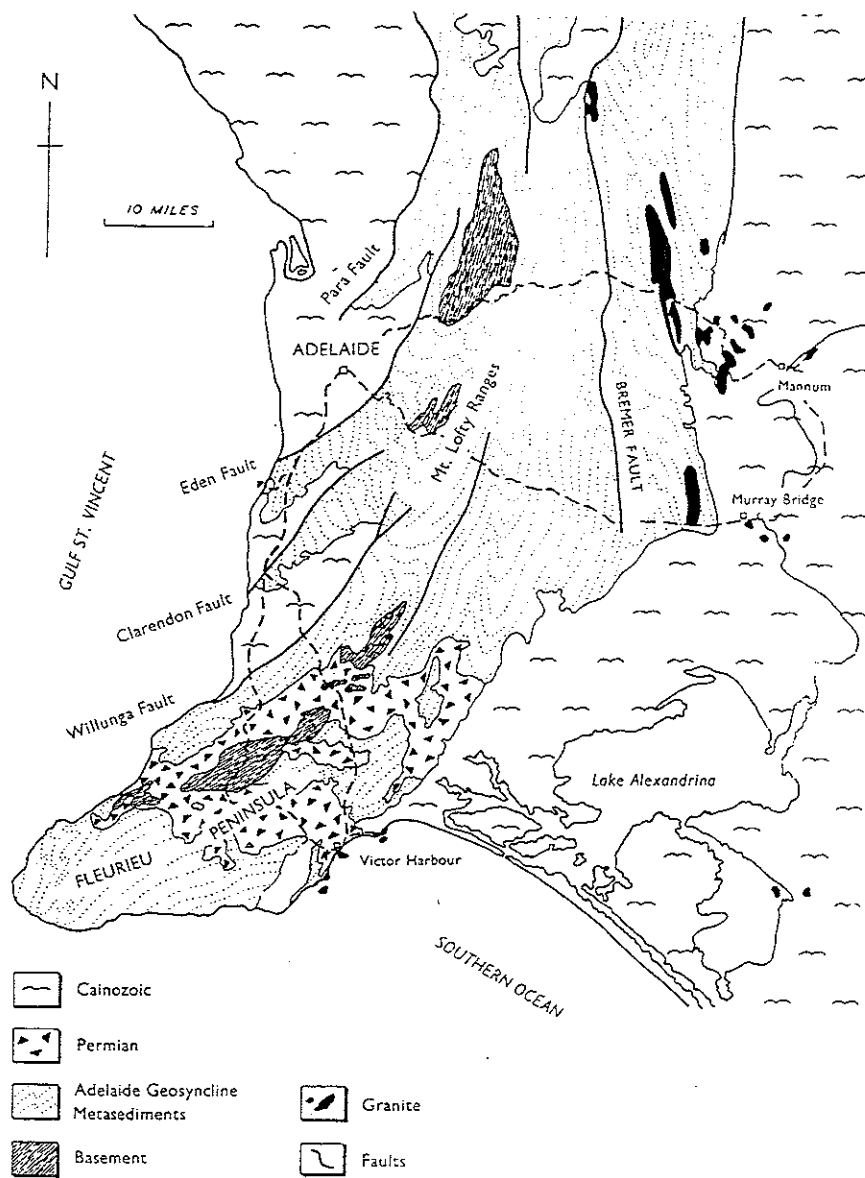 N
10 MILES
Para Fault
ADELAIDE
Mt. Lofty Ranges
BREMER FAULT
Mannum
Eden Fault
Murray Bridge
GULF ST. VINCENT
Clarendon Fault
Willunga Fault
Lake Alexandrina
PENINSULA
FLEURIEU
Victor Harbour
SOUTHERN OCEAN
Cainozoic
Permian
Adelaide Geosyncline
Metasediments
Granite
Basement
Faults